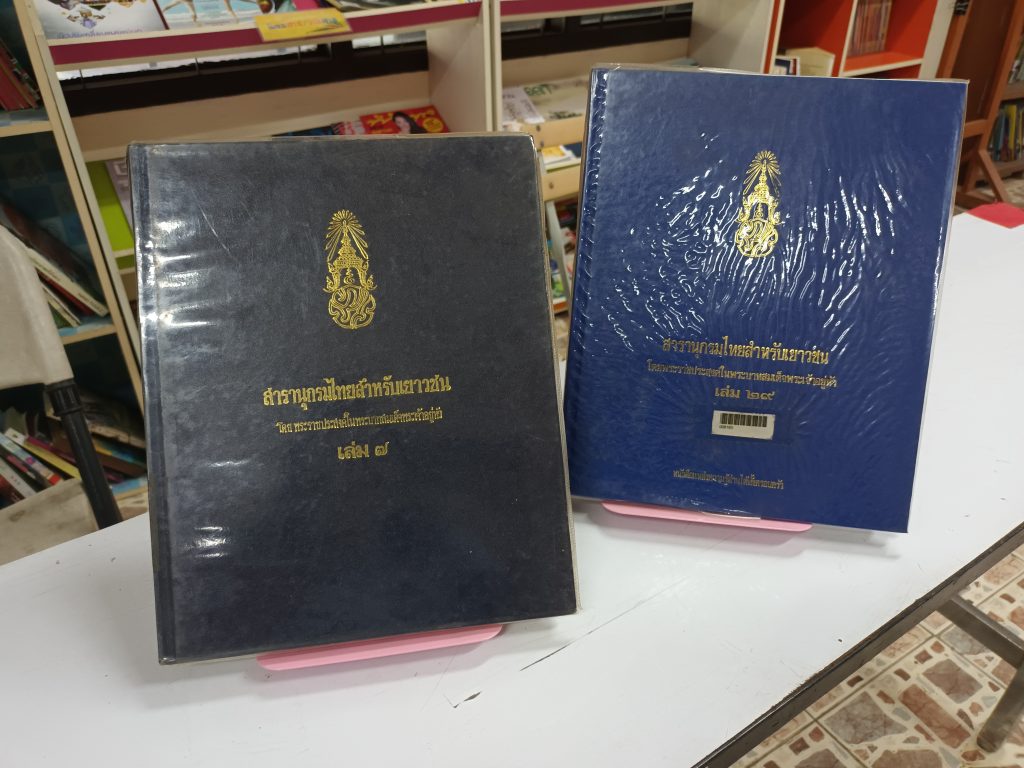 สารานุกรมไทยสำหรับเยาวชน
โดย พระราชประสงค์ในพระบาทสมเด็จพระเจ้าอยู่หัว
เล่ม ๗
สารานุกรมไทยสำหรับเยาวชน
โดยพระราชประสงค์ในพระบาทสมเด็จพระเจ้าอยู่หัว
เล่ม ๒๙